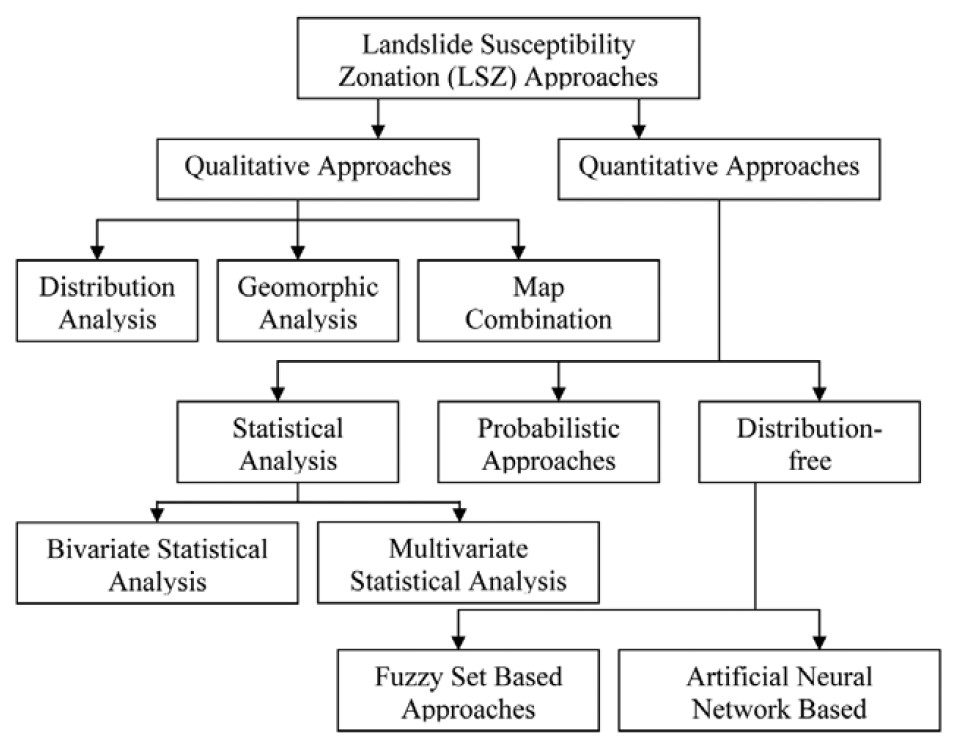 Landslide Susceptibility
Zonation (LSZ) Approaches
Qualitative Approaches
Quantitative Approaches
Distribution
Analysis
Geomorphic
Analysis
Map
Combination
Statistical
Analysis
Probabilistic
Approaches
Distribution-
free
Bivariate Statistical
Analysis
Multivariate
Statistical Analysis
Fuzzy Set Based
Approaches
Artificial Neural
Network Based